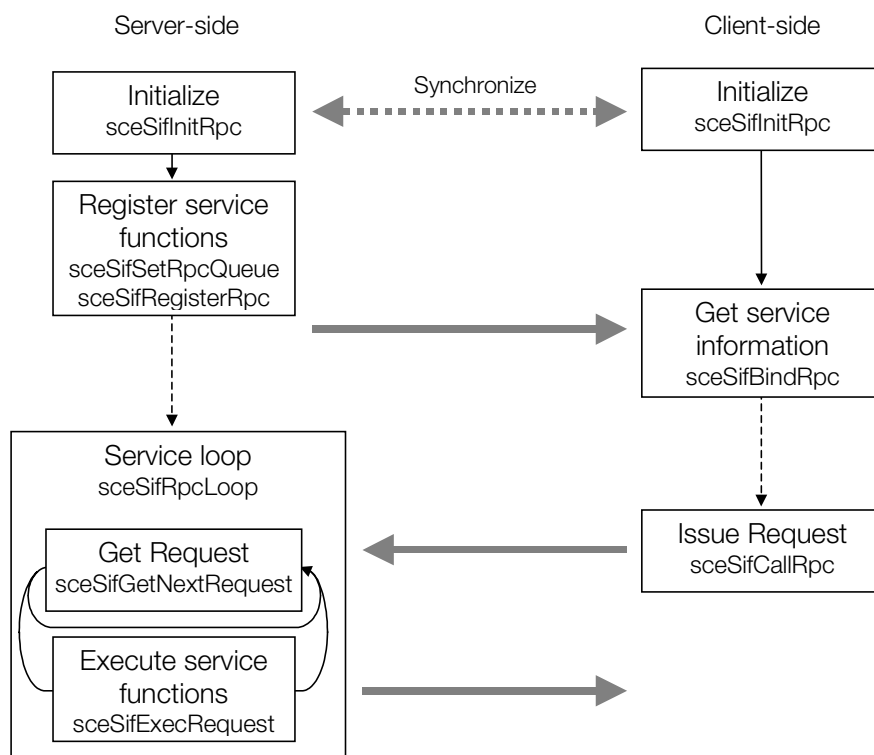 Server-side
Client-side
Synchronize
Initialize
sceSifInitRpc
Initialize
sceSifInitRpc
Register service
functions
sceSifSetRpcQueue
sceSifRegisterRpc
Get service
information
sceSifBindRpc
Service loop
sceSifRpcLoop
Get Request
sceSifGetNextRequest
Issue Request
sceSifCallRpc
Execute service
functions
sceSifExecRequest